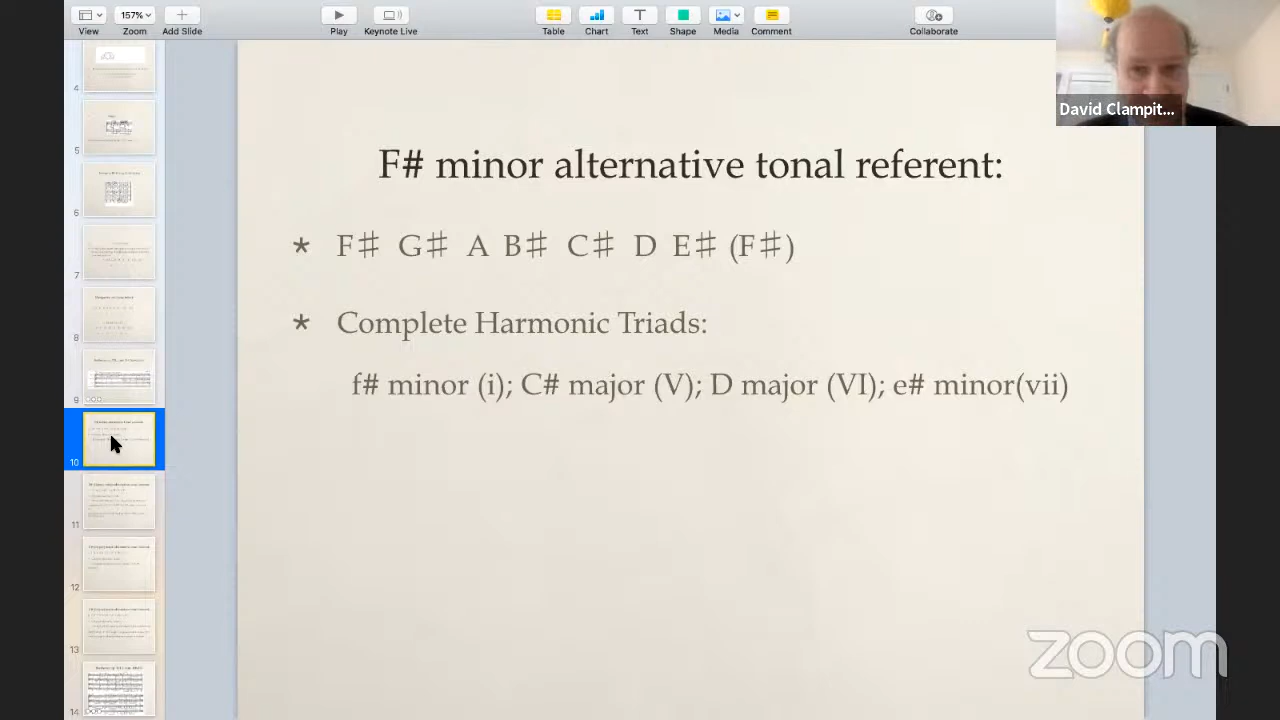 157%
View
Zoom
Add Slide
Play
Keynote Live
Table
Chart
Text
Shape
Media
Comment
Collaborate
David Clampit...
4
5
6
7
8
9
10
11
12
13
14
F# minor alternative tonal referent:
* F♯ G♯ A B♯ C♯ D E♯ (F♯)
* Complete Harmonic Triads:
f# minor (i); C# major (V); D major (VI); e# minor(vii)
zoom